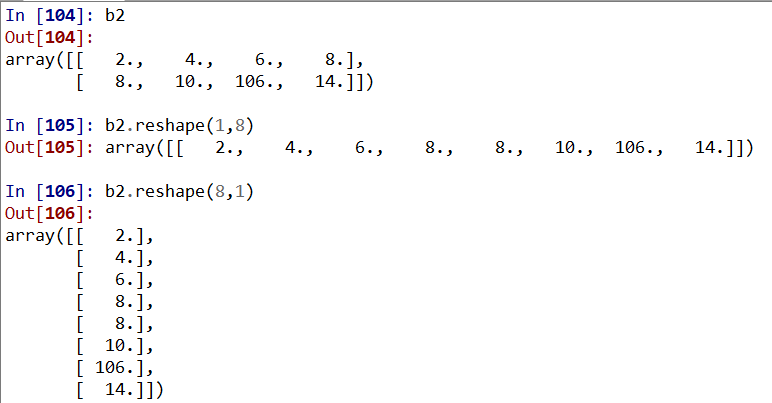 In [104]: b2
Out[104]:
array([[   2.,    4.,    6.,    8.],
       [   8.,   10.,  106.,   14.]])
In [105]: b2.reshape(1,8)
Out[105]: array([[   2.,    4.,    6.,    8.,    8.,   10.,  106.,   14.]])
In [106]: b2.reshape(8,1)
Out[106]:
array([[   2.],
       [   4.],
       [   6.],
       [   8.],
       [   8.],
       [  10.],
       [ 106.],
       [  14.]])